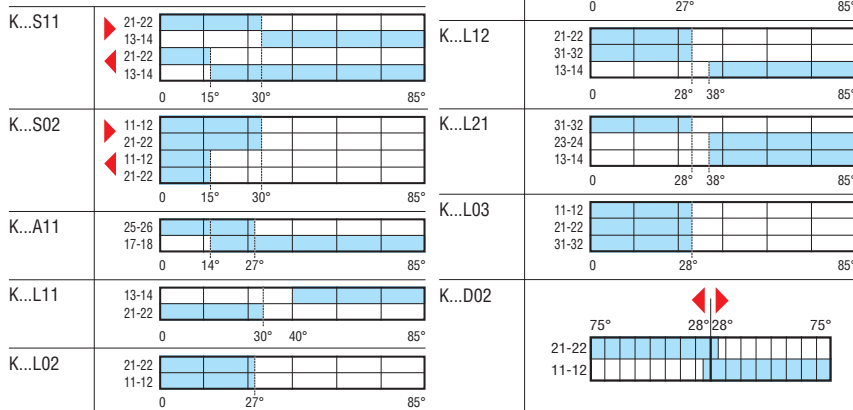 K...S11
21-22
13-14
21-22
13-14
0 15° 30° 85°
K...S02
11-12
21-22
11-12
21-22
0 15° 30° 85°
K...A11
25-26
17-18
0 14° 27° 85°
K...L11
13-14
21-22
0 30° 40° 85°
K...L02
21-22
11-12
0 27° 85°
0 27° 85°
K...L12
21-22
31-32
13-14
0 28° 38° 85°
K...L21
31-32
23-24
13-14
0 28° 38° 85°
K...L03
11-12
21-22
31-32
0 28° 85°
K...D02
75° 28° 28° 75°
21-22
11-12